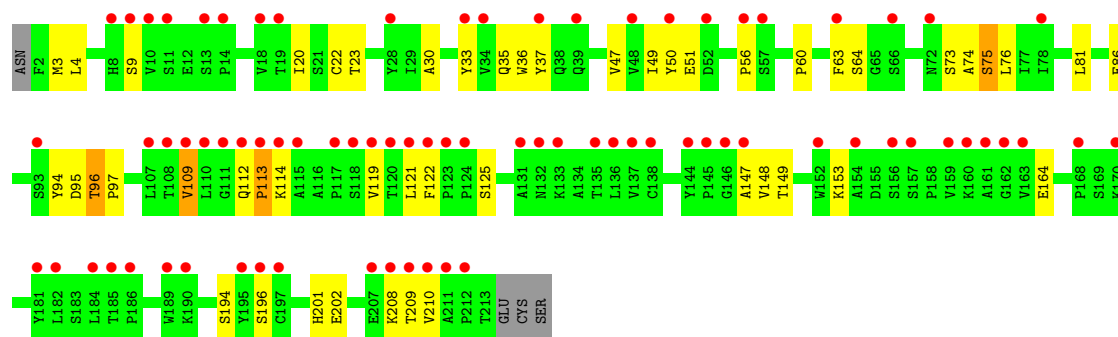 ASN F2 M3 L4 H8 S9 V10 S11 E12 S13 P14 V18 T19 I20 S21 C22 T23 Y28 I29 A30 Y33 V34 Q35 W36 Y37 Q38 Q39 V47 V48 I49 Y50 E51 D52 P56 S57 P60 F63 S64 G65 S66 N72 S73 A74 S75 L76 I77 I78 L81 E86
S93 Y94 D95 T96 P97 L107 T108 V109 L110 G111 Q112 P113 K114 A115 A116 P117 S118 V119 T120 L121 F122 P123 P124 S125 A131 N132 K133 A134 T135 L136 V137 C138 Y144 P145 G146 A147 V148 T149 W152 K153 A154 D155 S156 S157 P158 V159 K160 A161 G162 V163 E164 P168 S169 K170
Y181 L182 S183 L184 T185 P186 W189 K190 S194 Y195 S196 C197 H201 E202 E207 K208 T209 V210 A211 P212 T213 GLU CYS SER